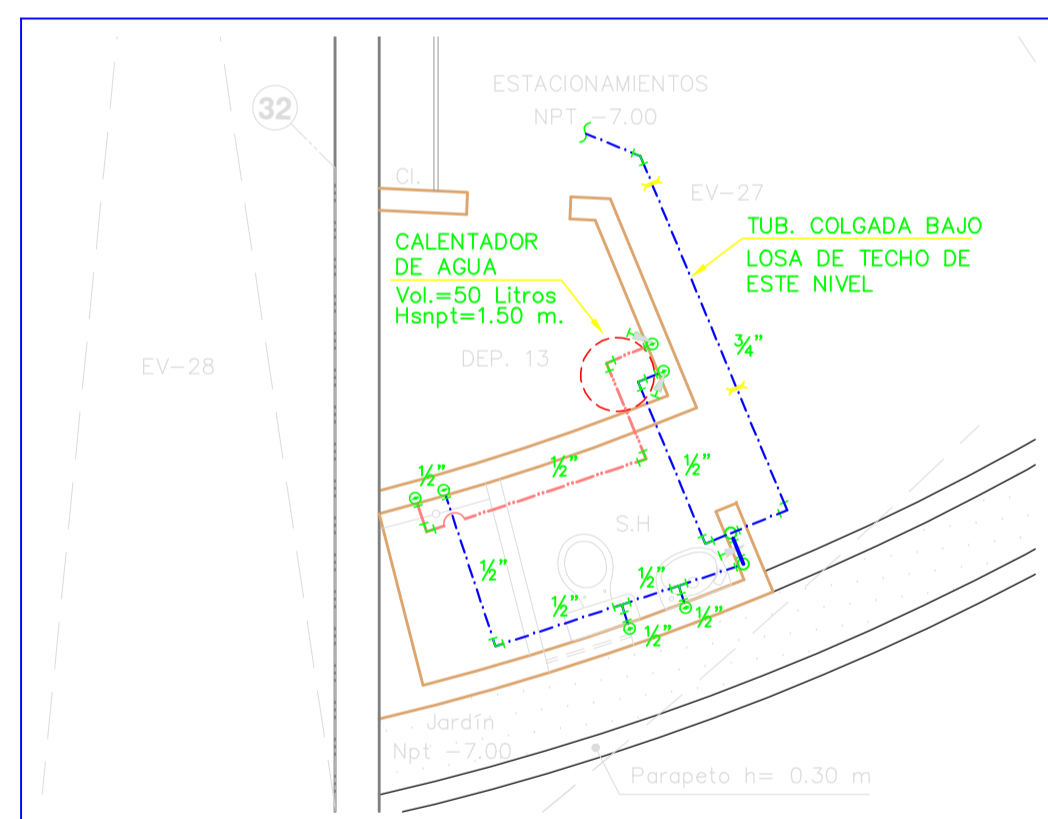 ESTACIONAMIENTOS
NPT -7.00
32
CI.
EV-27
TUB. COLGADA BAJO
LOSA DE TECHO DE
ESTE NIVEL
CALENTADOR
DE AGUA
Vol.=50 Litros
Hsnpt=1.50 m.
3/4"
DEP. 13
EV-28
1/2"
1/2"
1/2"
S.H
1/2"
1/2"
1/2"
1/2"
1/2"
Jardín
Npt -7.00
Parapeto h= 0.30 m